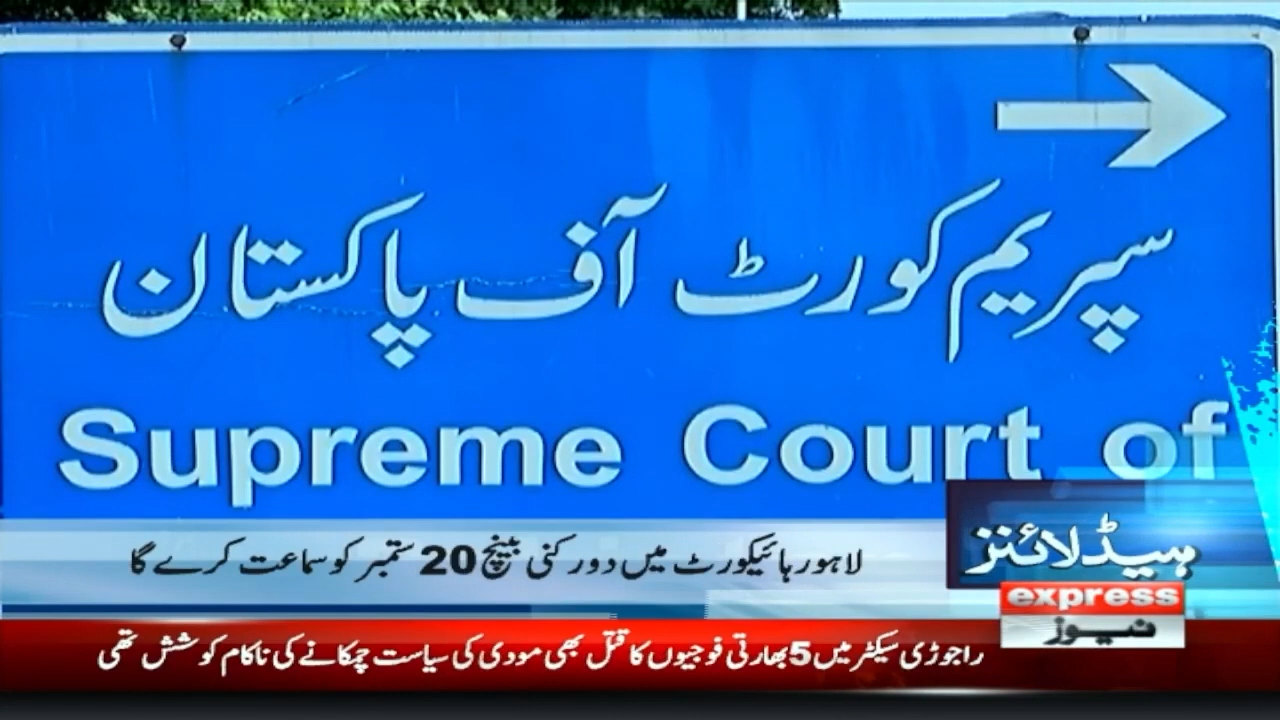 سپریم کورٹ آف پاکستان
Supreme Court of
ہیڈلائنز
لاہور ہائیکورٹ میں دو رکنی بینچ 20 ستمبر کو سماعت کرے گا
express
نیوز
راجوڑی سیکٹر میں 5 بھارتی فوجیوں کا قتل بھی مودی کی سیاست چمکانے کی ناکام کوشش تھی